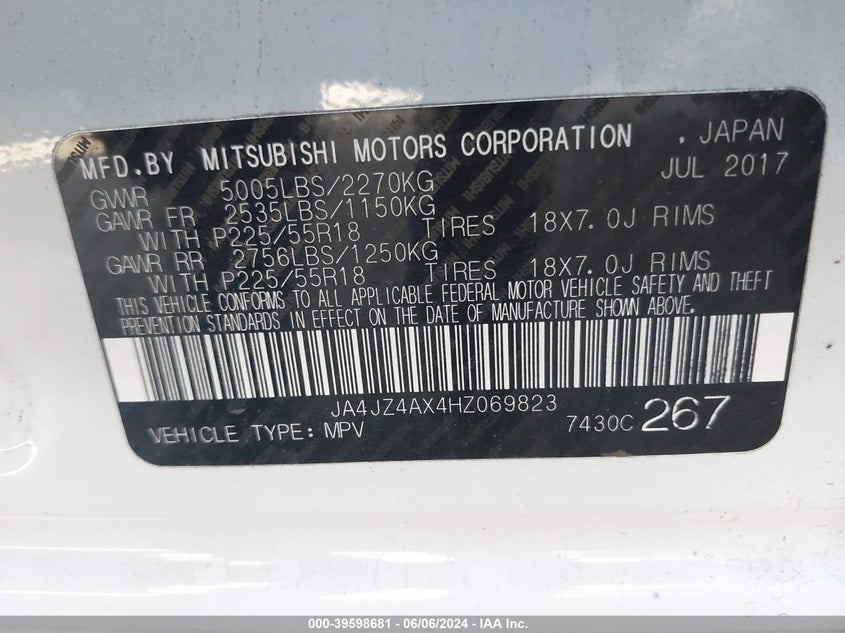 MFD.BY MITSUBISHI MOTORS CORPORATION , JAPAN
JUL 2017
GVWR 5005LBS/2270KG
GAWR FR 2535LBS/1150KG
WITH P225/55R18 TIRES 18X7.0J RIMS
GAWR RR 2756LBS/1250KG
WITH P225/55R18 TIRES 18X7.0J RIMS
THIS VEHICLE CONFORMS TO ALL APPLICABLE FEDERAL MOTOR VEHICLE SAFETY AND THEFT
PREVENTION STANDARDS IN EFFECT ON THE DATE OF MANUFACTURE SHOWN ABOVE.
JA4JZ4AX4HZ069823
VEHICLE TYPE: MPV 7430C 267
000-39598681 - 06/06/2024 - IAA Inc.